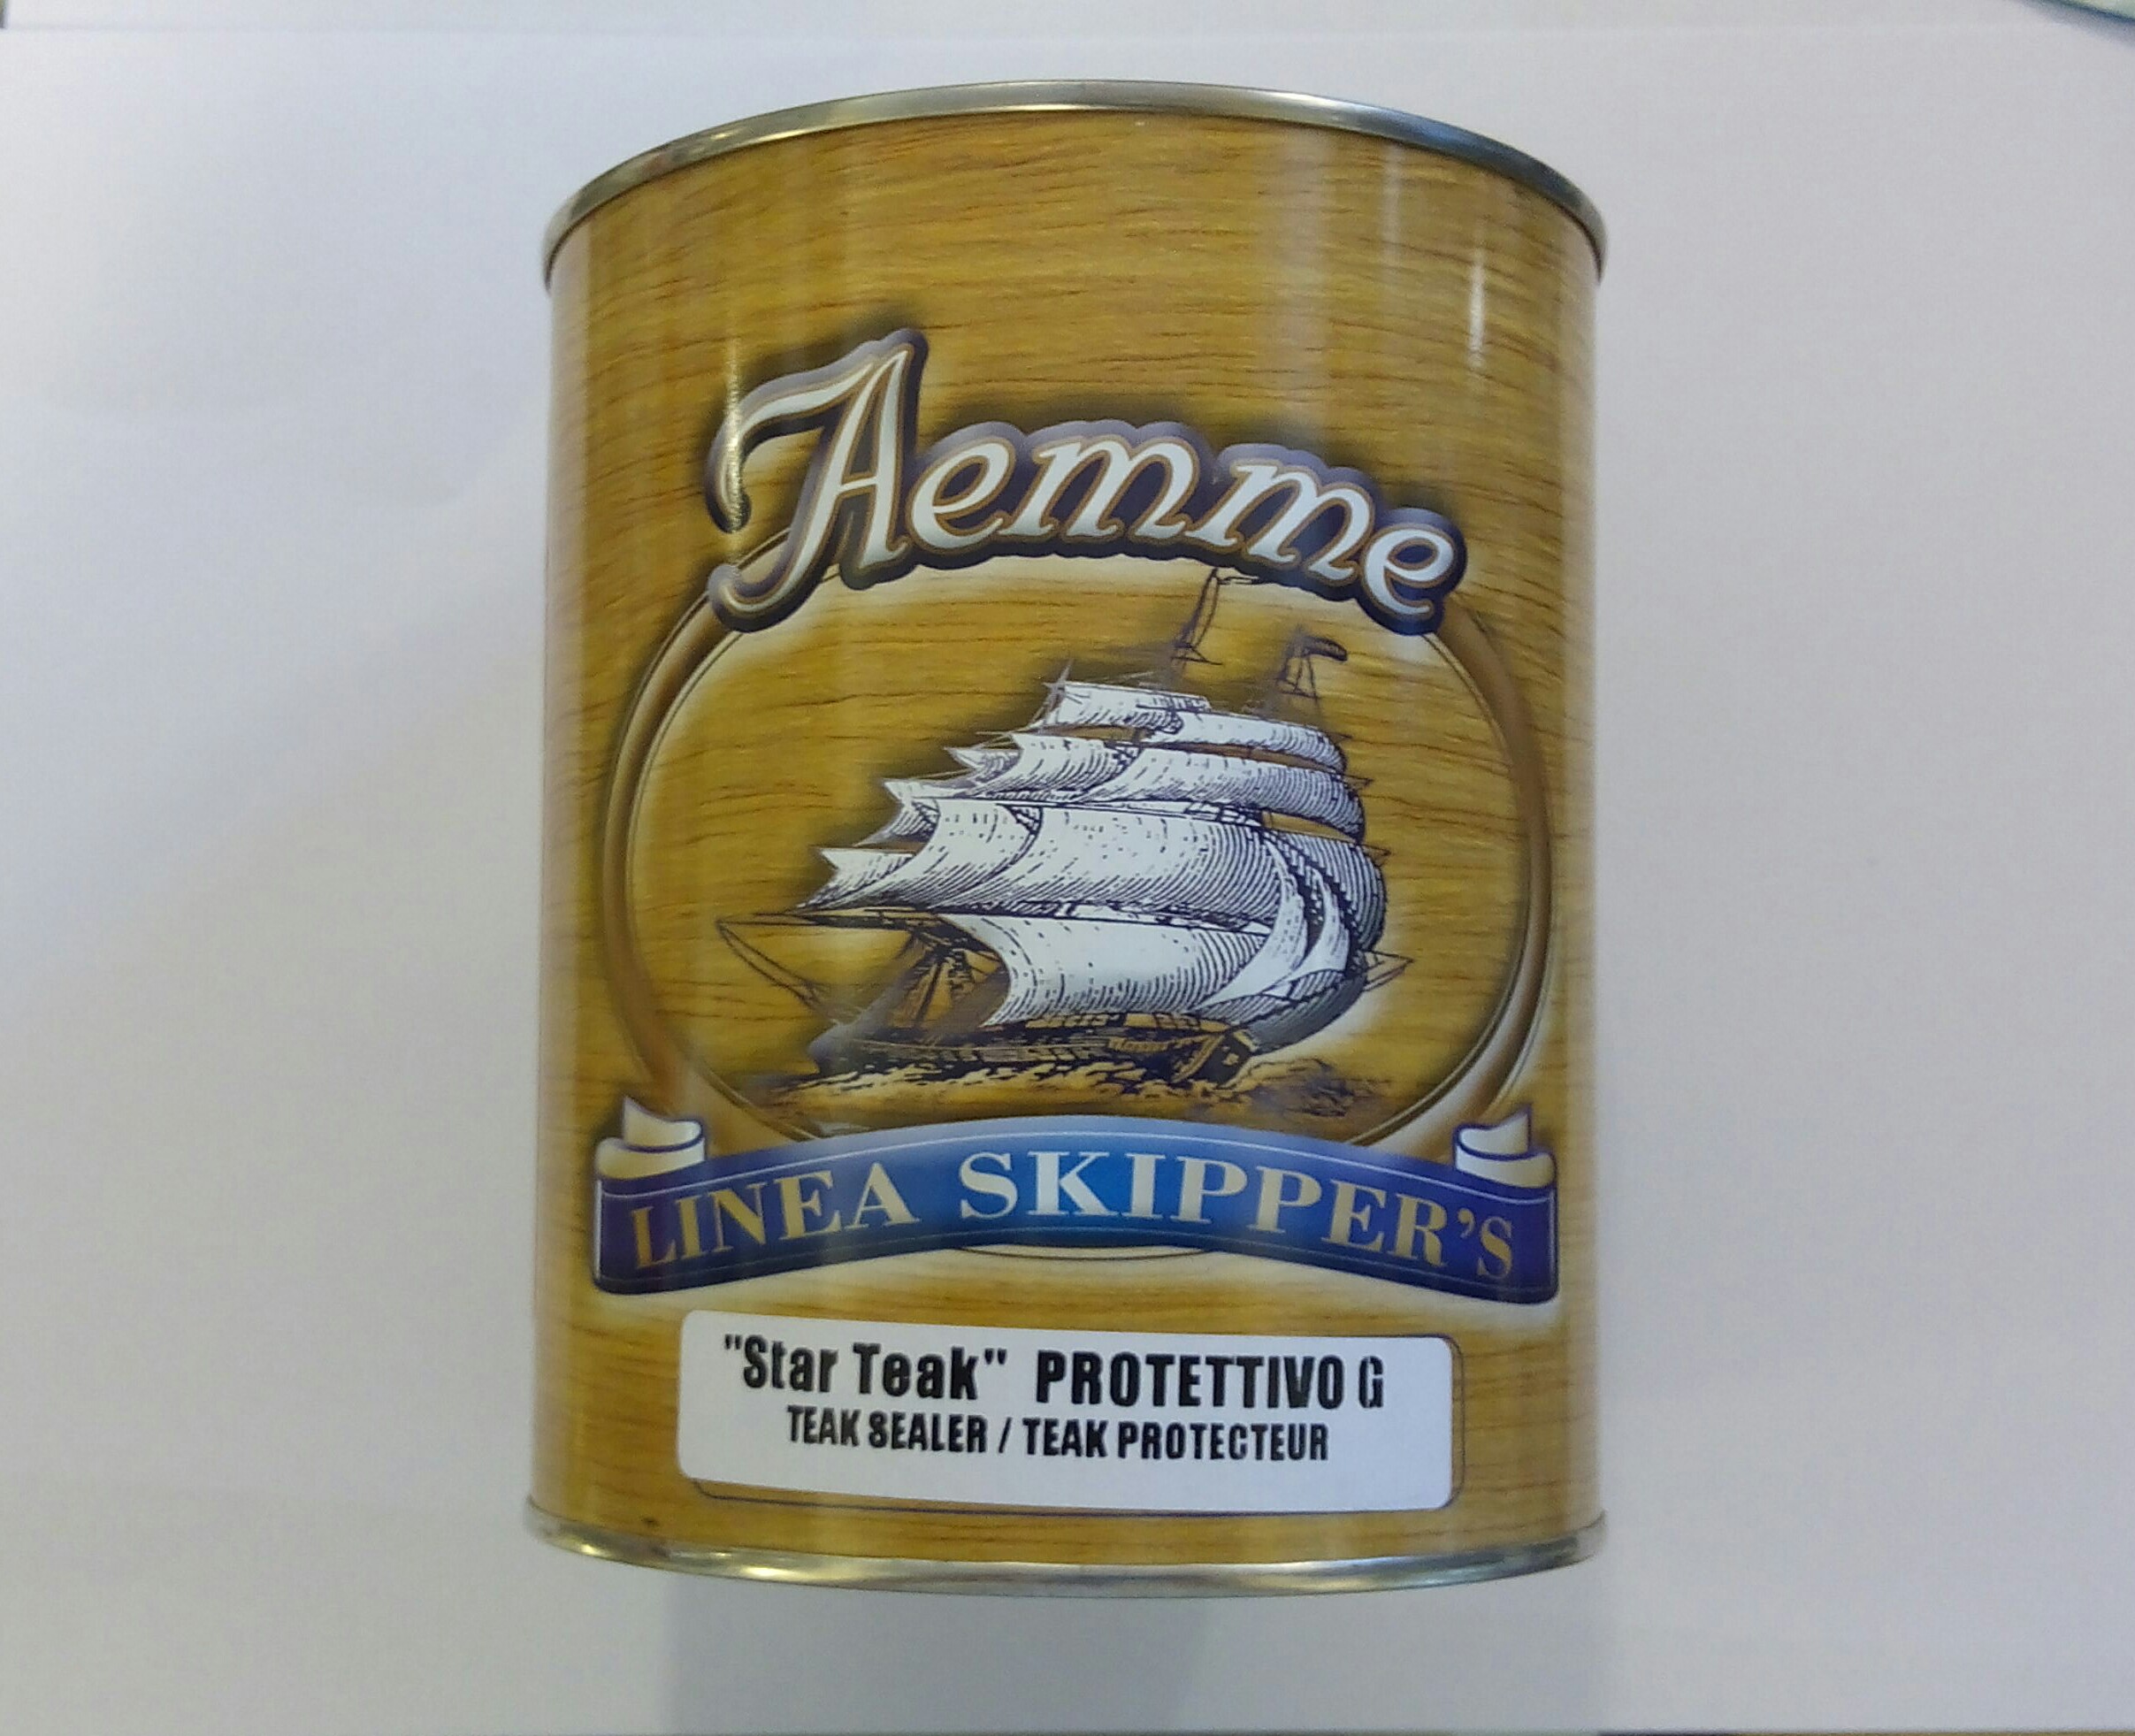 Aemme
LINEA SKIPPER'S
"Star Teak" PROTETTIVO G
TEAK SEALER / TEAK PROTECTEUR